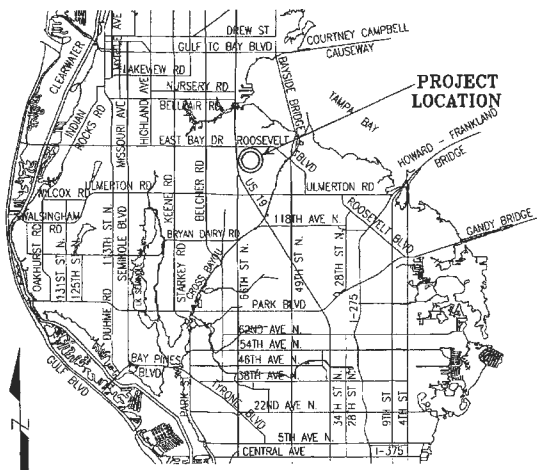 DREW ST
GULF TO BAY BLVD
COURTNEY CAMPBELL
CAUSEWAY
CLEARWATER
MYRTLE AVE
LAKEVIEW RD
NURSERY RD
BELLEAIR RD
HIGHLAND AVE
MISSOURI AVE
BAYSIDE BRIDGE
PROJECT
LOCATION
TAMPA BAY
INDIAN
ROCKS RD
EAST BAY DR
ROOSEVELT
BLVD
HOWARD - FRANKLAND
BRIDGE
WILCOX RD
ULMERTON RD
KEENE RD
BELCHER RD
US 19
ULMERTON RD
WALSINGHAM
RD
118TH AVE N.
ROOSEVELT BLVD
GANDY BRIDGE
BRYAN DAIRY RD
OAKHURST RD
131ST ST N.
125TH ST N.
113TH ST N.
SEMINOLE BLVD
STARKEY RD
CROSS BAYOU
66TH ST N.
49TH ST N.
28TH ST N.
I-275
DUHME RD
PARK BLVD
62ND AVE N.
54TH AVE N.
46TH AVE N.
38TH AVE N.
BAY PINES
BLVD
GULF BLVD
PARK ST
TYRONE BLVD
22ND AVE N.
34TH ST N.
28TH ST N.
9TH ST
4TH ST
5TH AVE N.
CENTRAL AVE
I-375
N